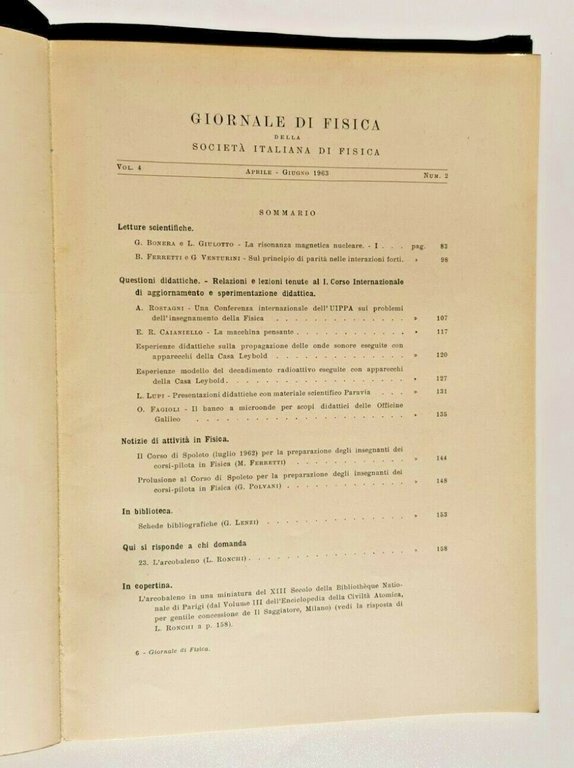 GIORNALE DI FISICA
DELLA
SOCIETÀ ITALIANA DI FISICA
VOL. 4 APRILE - GIUGNO 1963 NUM. 2
SOMMARIO
Letture scientifiche.
G. BONERA e L. GIULOTTO - La risonanza magnetica nucleare. - I . . . pag. 83
B. FERRETTI e G VENTURINI - Sul principio di parità nelle interazioni forti. » 98
Questioni didattiche. - Relazioni e lezioni tenute al I. Corso Internazionale
di aggiornamento e sperimentazione didattica.
A. ROSTAGNI - Una Conferenza internazionale dell'UIPPA sui problemi
dell'insegnamento della Fisica . . . . . . . . . . . . . » 107
E. R. CAIANIELLO - La macchina pensante . . . . . . . . . . . » 117
Esperienze didattiche sulla propagazione delle onde sonore eseguite con
apparecchi della Casa Leybold . . . . . . . . . . . . . » 120
Esperienze modello del decadimento radioattivo eseguite con apparecchi
della Casa Leybold. . . . . . . . . . . . . . . . . . » 127
L. LUPI - Presentazioni didattiche con materiale scientifico Paravia . . . » 131
O. FAGIOLI - Il banco a microonde per scopi didattici delle Officine
Galileo . . . . . . . . . . . . . . . . . . . . . » 135
Notizie di attività in Fisica.
Il Corso di Spoleto (luglio 1962) per la preparazione degli insegnanti dei
corsi-pilota in Fisica (M. FERRETTI) . . . . . . . . . . . » 144
Prolusione al Corso di Spoleto per la preparazione degli insegnanti dei
corsi-pilota in Fisica (G. POLVANI) . . . . . . . . . . . . » 148
In biblioteca.
Schede bibliografiche (G. LENZI) . . . . . . . . . . . . . . » 153
Qui si risponde a chi domanda
23. L'arcobaleno (L. RONCHI) . . . . . . . . . . . . . . . » 158
In copertina.
L'arcobaleno in una miniatura del XIII Secolo della Bibliothèque Natio-
nale di Parigi (dal Volume III dell'Enciclopedia della Civiltà Atomica,
per gentile concessione de Il Saggiatore, Milano) (vedi la risposta di
L. RONCHI a p. 158).
6 - Giornale di Fisica.